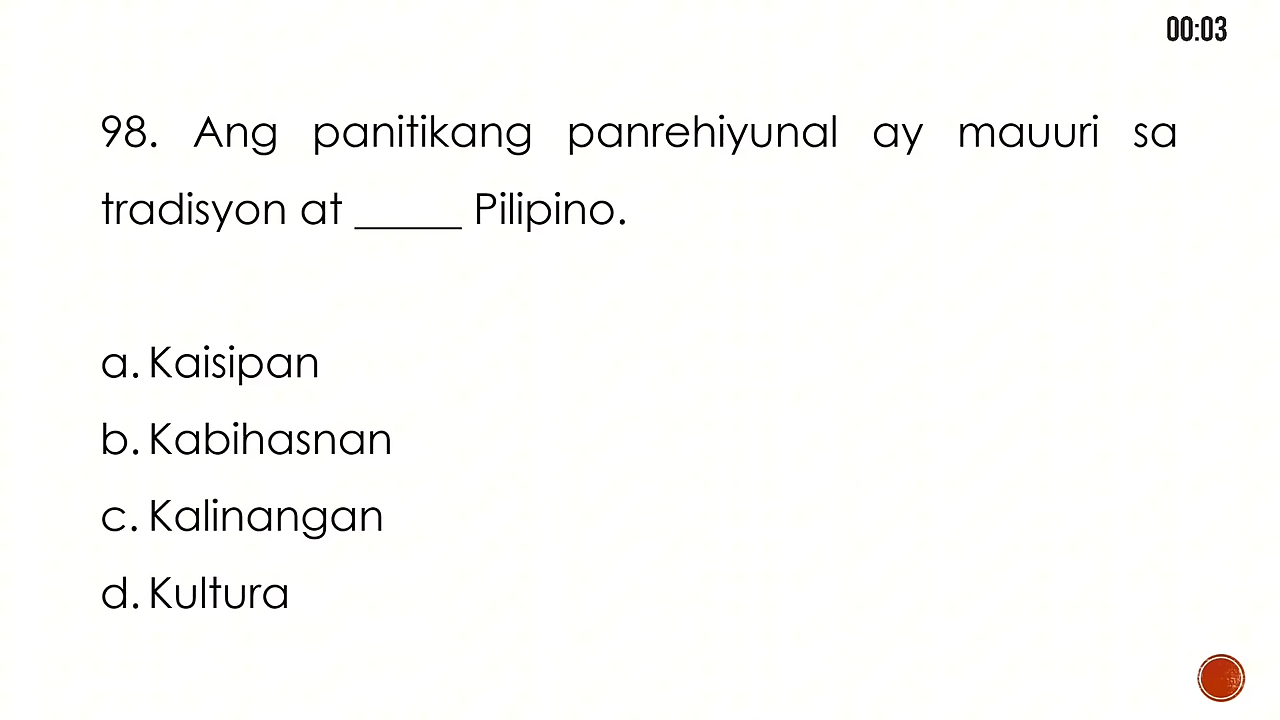 00:03
98. Ang panitikang panrehiyunal ay mauuri sa
tradisyon at _____ Pilipino.
a. Kaisipan
b. Kabihasnan
c. Kalinangan
d. Kultura